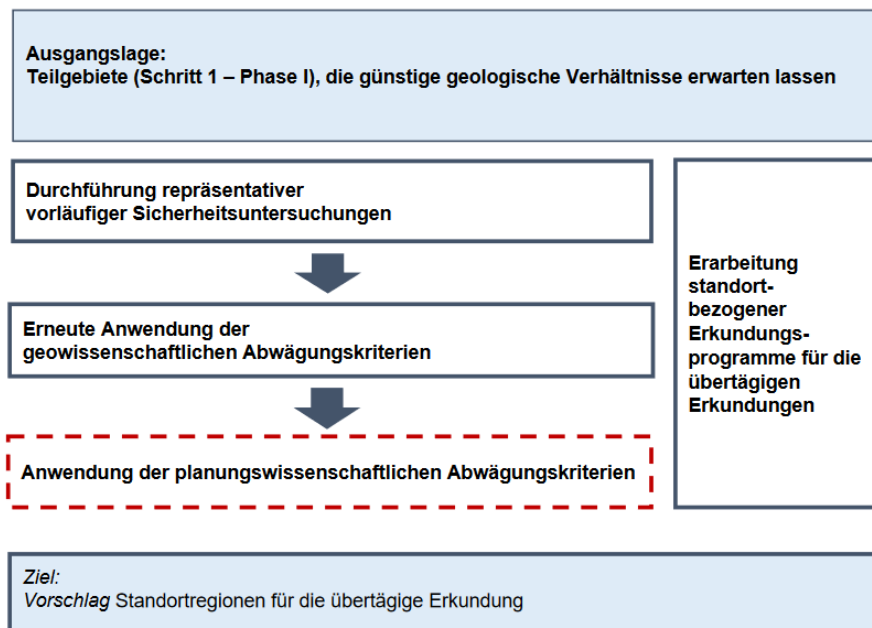 Ausgangslage:
Teilgebiete (Schritt 1 – Phase I), die günstige geologische Verhältnisse erwarten lassen
Durchführung repräsentativer
vorläufiger Sicherheitsuntersuchungen
Erneute Anwendung der
geowissenschaftlichen Abwägungskriterien
Anwendung der planungswissenschaftlichen Abwägungskriterien
Erarbeitung
standort-
bezogener
Erkundungs-
programme für die
übertägigen
Erkundungen
Ziel:
Vorschlag Standortregionen für die übertägige Erkundung